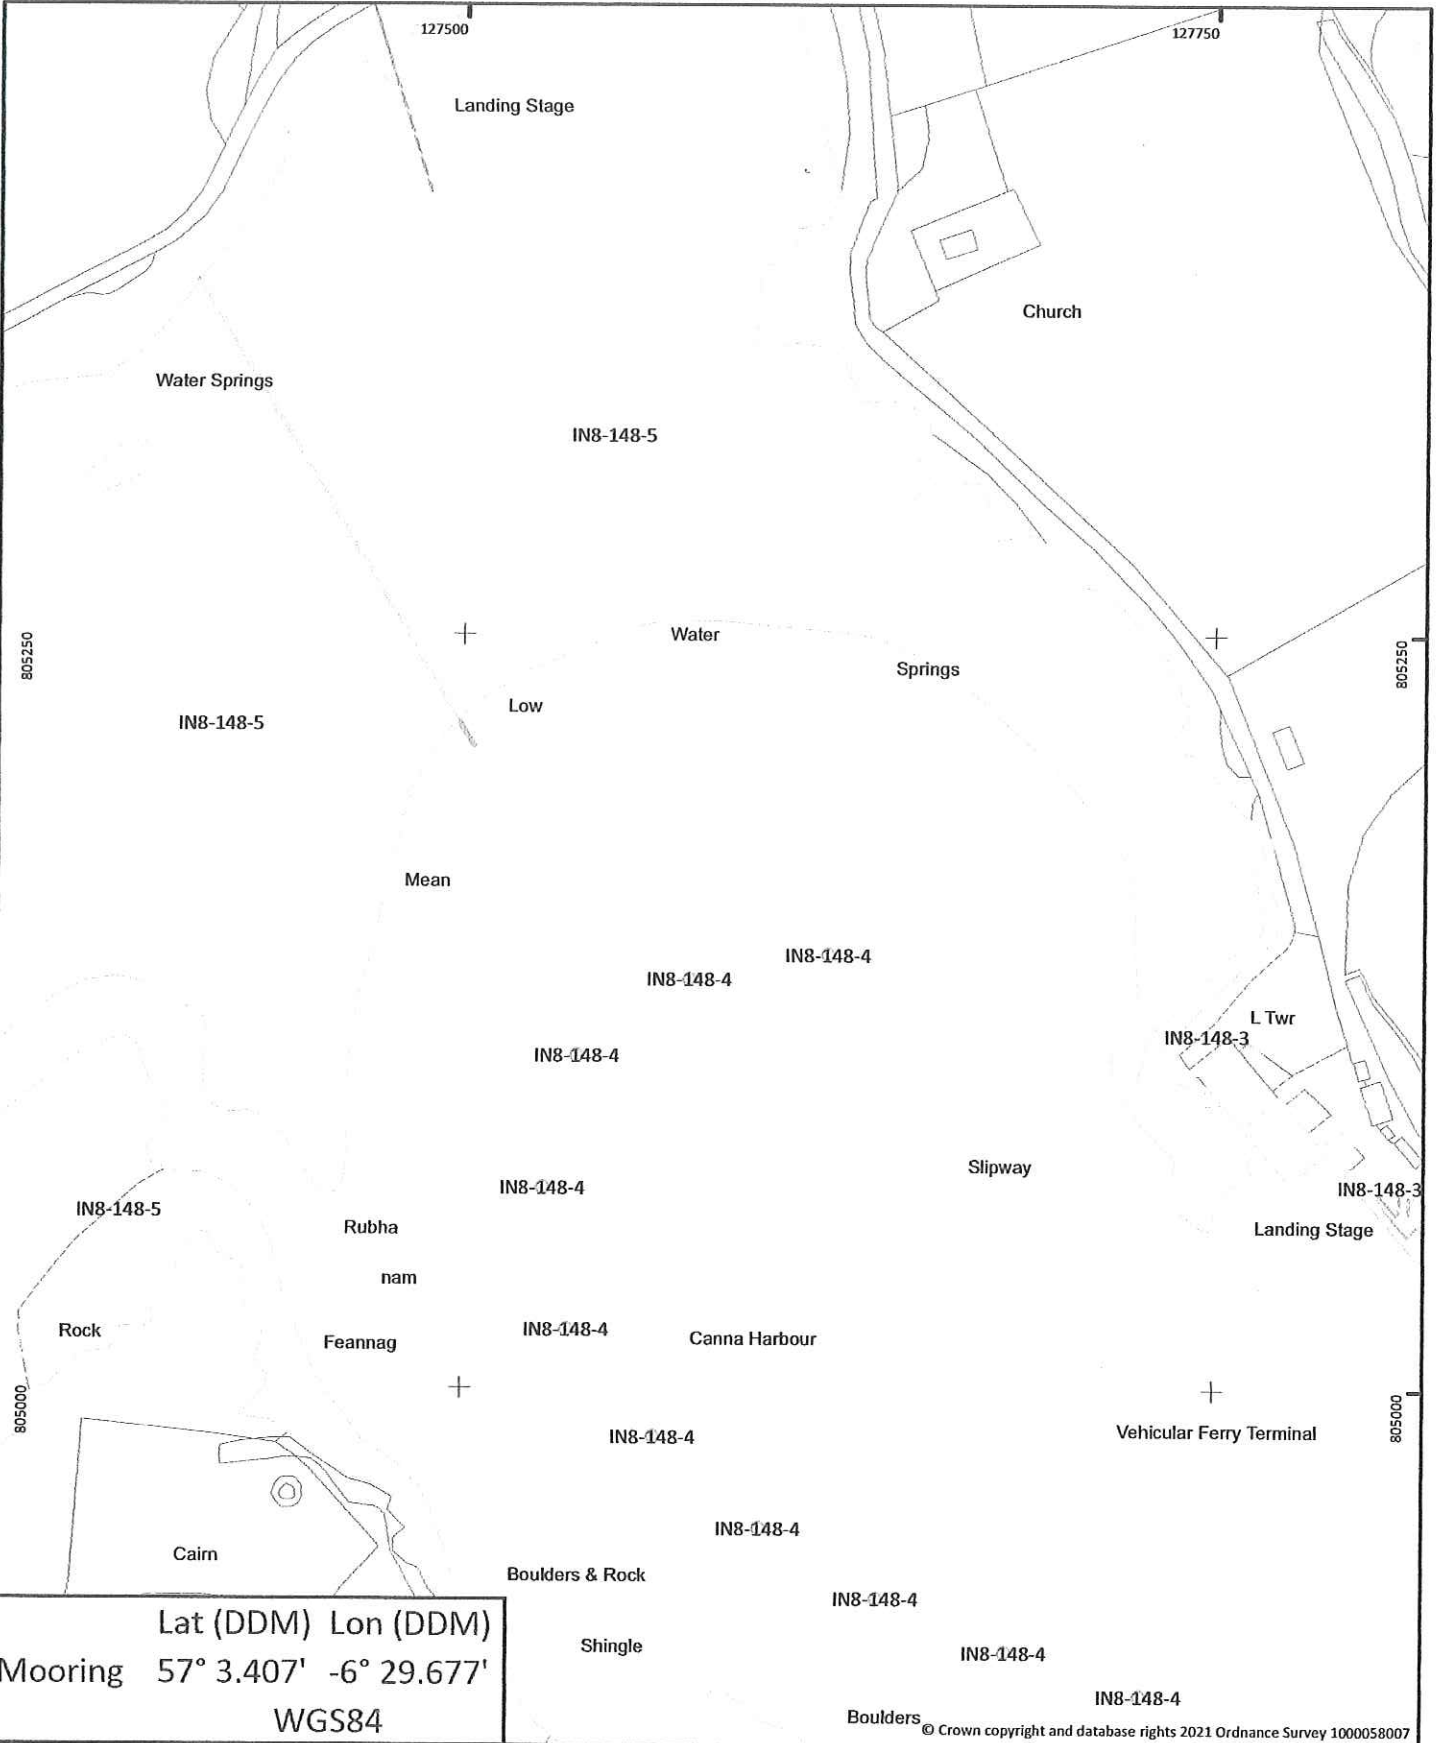 127500
127750
Landing Stage
Church
Water Springs
IN8-148-5
805250
Water
805250
Springs
Low
IN8-148-5
Mean
IN8-148-4
IN8-148-4
L Twr
IN8-148-3
IN8-148-4
Slipway
IN8-148-4
IN8-148-3
IN8-148-5
Rubha
Landing Stage
nam
Rock
IN8-148-4
Canna Harbour
Feannag
805000
805000
Vehicular Ferry Terminal
IN8-148-4
IN8-148-4
Cairn
Boulders & Rock
IN8-148-4
Shingle
IN8-148-4
IN8-148-4
Boulders
Lat (DDM) Lon (DDM)
Mooring 57° 3.407' -6° 29.677'
WGS84
© Crown copyright and database rights 2021 Ordnance Survey 1000058007